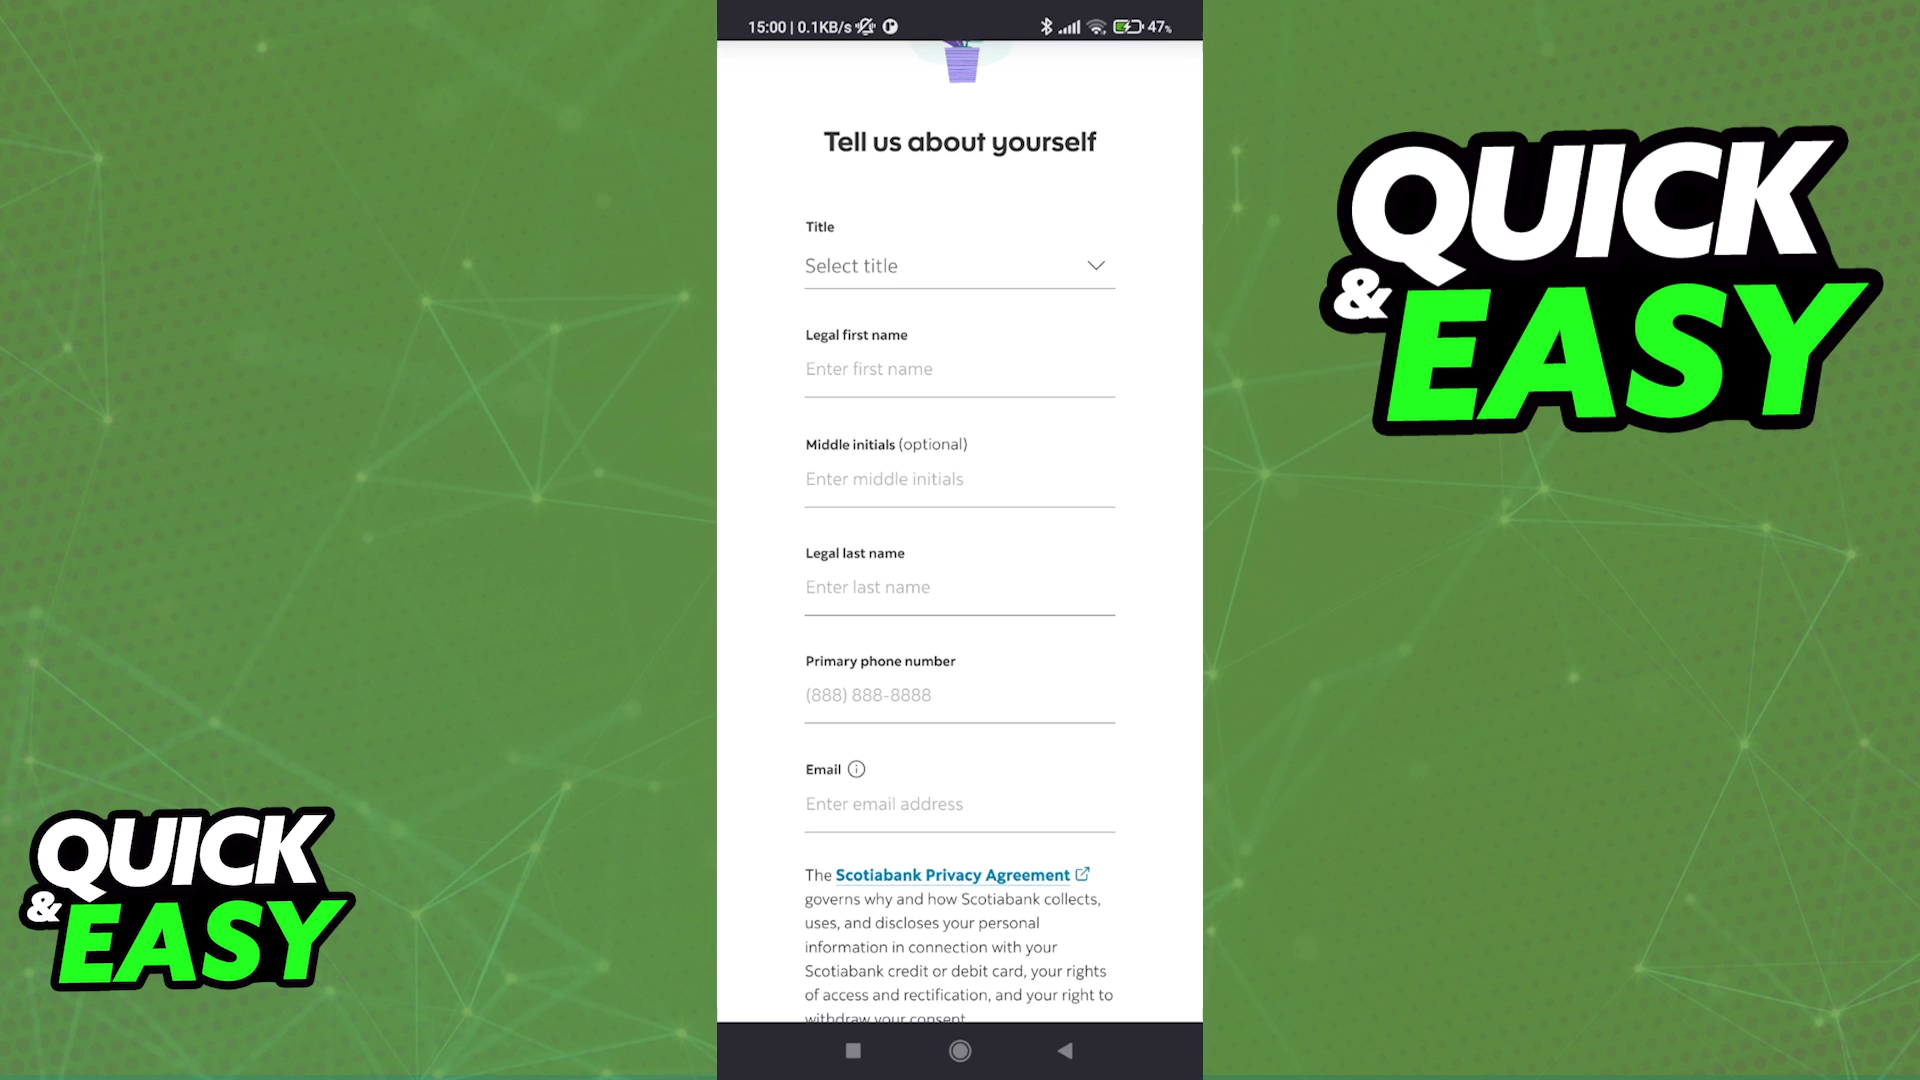 15:00 | 0.1KB/s
47%
Tell us about yourself
Title
Select title
Legal first name
Enter first name
Middle initials (optional)
Enter middle initials
Legal last name
Enter last name
Primary phone number
(888) 888-8888
Email
Enter email address
The Scotiabank Privacy Agreement
governs why and how Scotiabank collects,
uses, and discloses your personal
information in connection with your
Scotiabank credit or debit card, your rights
of access and rectification, and your right to
withdraw your consent.
QUICK
& EASY
QUICK
& EASY